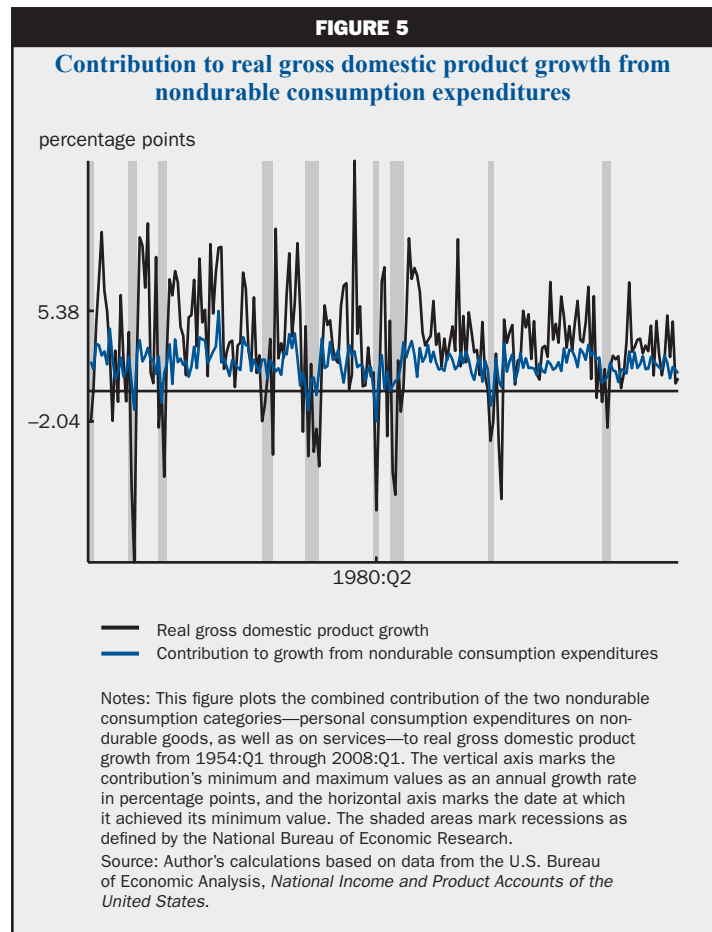 FIGURE 5
Contribution to real gross domestic product growth from
nondurable consumption expenditures
percentage points
5.38
−2.04
1980:Q2
Real gross domestic product growth
Contribution to growth from nondurable consumption expenditures
Notes: This figure plots the combined contribution of the two nondurable
consumption categories—personal consumption expenditures on non-
durable goods, as well as on services—to real gross domestic product
growth from 1954:Q1 through 2008:Q1. The vertical axis marks the
contribution’s minimum and maximum values as an annual growth rate
in percentage points, and the horizontal axis marks the date at which
it achieved its minimum value. The shaded areas mark recessions as
defined by the National Bureau of Economic Research.
Source: Author’s calculations based on data from the U.S. Bureau
of Economic Analysis, National Income and Product Accounts of the
United States.